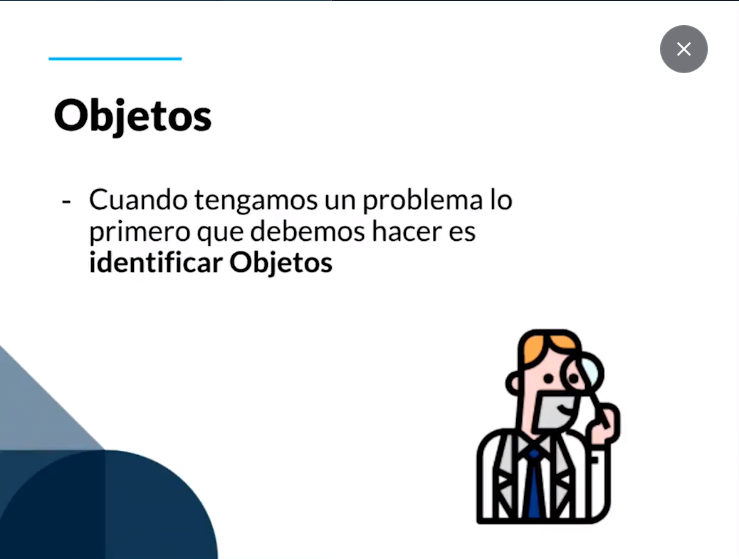 Objetos
- Cuando tengamos un problema lo
primero que debemos hacer es
identificar Objetos